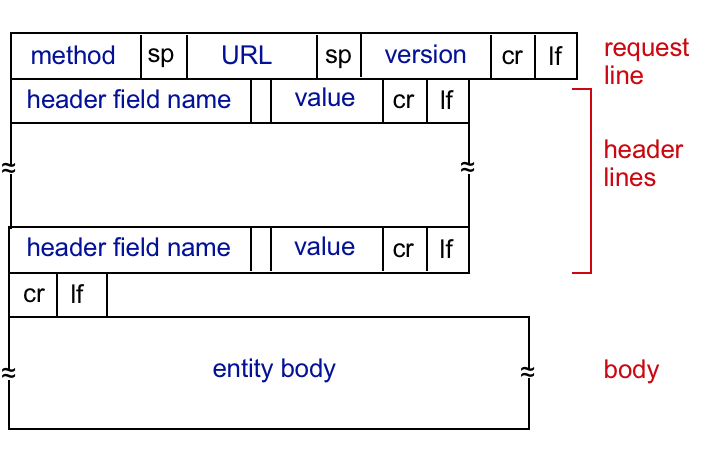 method sp URL sp version cr lf
request
line
header field name value cr lf
header
lines
header field name value cr lf
cr lf
entity body
body